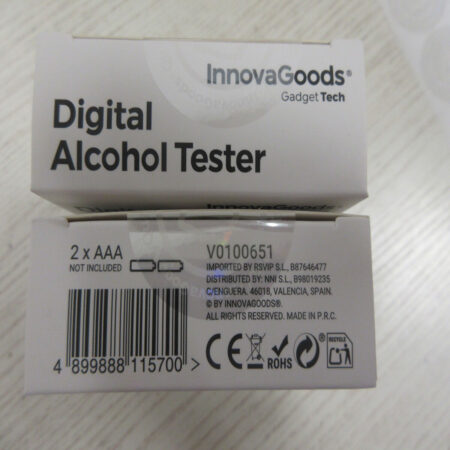 InnovaGoods®
Gadget Tech
Digital
Alcohol Tester
InnovaGoods®
2 x AAA
NOT INCLUDED
V0100651
IMPORTED BY RSVIP S.L., B87646477
DISTRIBUTED BY: NNI S.L., B98019235
C/ENGUERA. 46018, VALENCIA, SPAIN.
© BY INNOVAGOODS®.
ALL RIGHTS RESERVED. MADE IN P.R.C.
4 899888 115700 >
CE
ROHS
RECYCLE